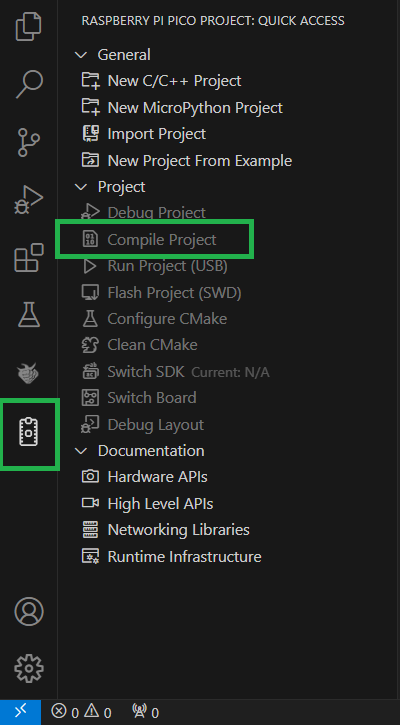 RASPBERRY PI PICO PROJECT: QUICK ACCESS
General
New C/C++ Project
New MicroPython Project
Import Project
New Project From Example
Project
Debug Project
Compile Project
Run Project (USB)
Flash Project (SWD)
Configure CMake
Clean CMake
Switch SDK Current: N/A
Switch Board
Debug Layout
Documentation
Hardware APIs
High Level APIs
Networking Libraries
Runtime Infrastructure
0 0 0